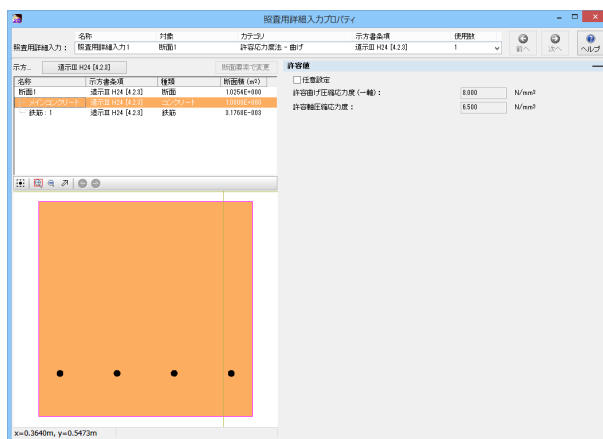 照査用詳細入力プロパティ
名称 対象 カテゴリ 示方書条項 使用数
照査用詳細入力： 照査用詳細入力1 断面1 許容応力度法 - 曲げ 道示Ⅲ H24 [4.2.3] 1 前へ 次へ ヘルプ
示方... 道示Ⅲ H24 [4.2.3] 断面要素で変更
許容値
名称 示方書条項 種類 断面積 (m²)
任意設定
断面1 道示Ⅲ H24 [4.2.3] 断面 1.0254E+000
許容曲げ圧縮応力度（一軸）： 8.000 N/mm²
メインコンクリート 道示Ⅲ H24 [4.2.3] コンクリート
許容軸圧縮応力度： 6.500 N/mm²
鉄筋：1 道示Ⅲ H24 [4.2.3] 鉄筋 3.1768E-003
x=0.3640m, y=0.5473m